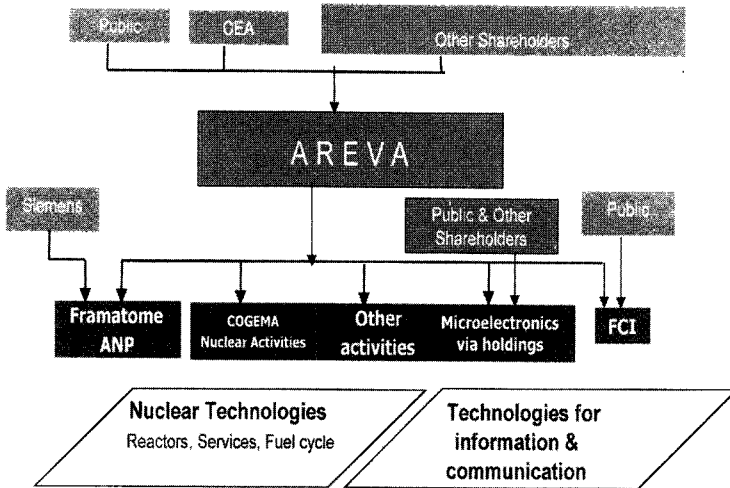 Public
CEA
Other Shareholders
AREVA
Siemens
Public & Other
Shareholders
Public
Framatome
ANP
COGEMA
Nuclear Activities
Other
activities
Microelectronics
via holdings
FCI
Nuclear Technologies
Reactors, Services, Fuel cycle
Technologies for
information &
communication